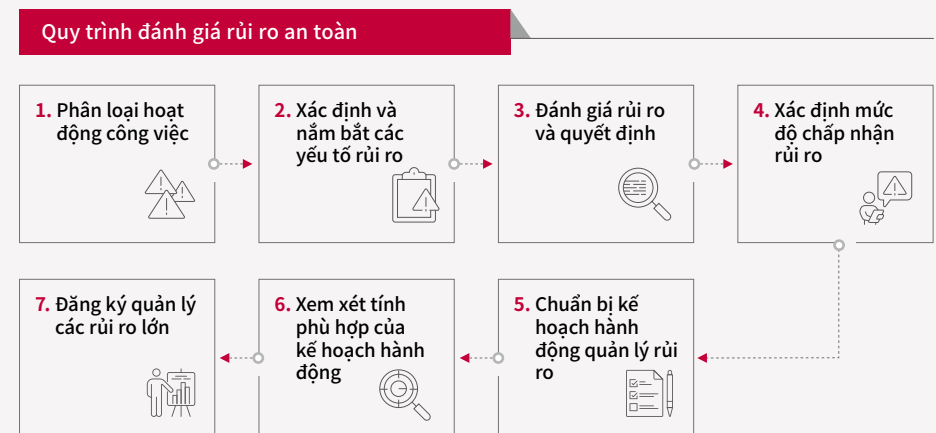 Quy trình đánh giá rủi ro an toàn
1. Phân loại hoạt
động công việc
2. Xác định và
nắm bắt các
yếu tố rủi ro
3. Đánh giá rủi ro
và quyết định
4. Xác định mức
độ chấp nhận
rủi ro
5. Chuẩn bị kế
hoạch hành
động quản lý rủi
ro
6. Xem xét tính
phù hợp của
kế hoạch hành
động
7. Đăng ký quản lý
các rủi ro lớn